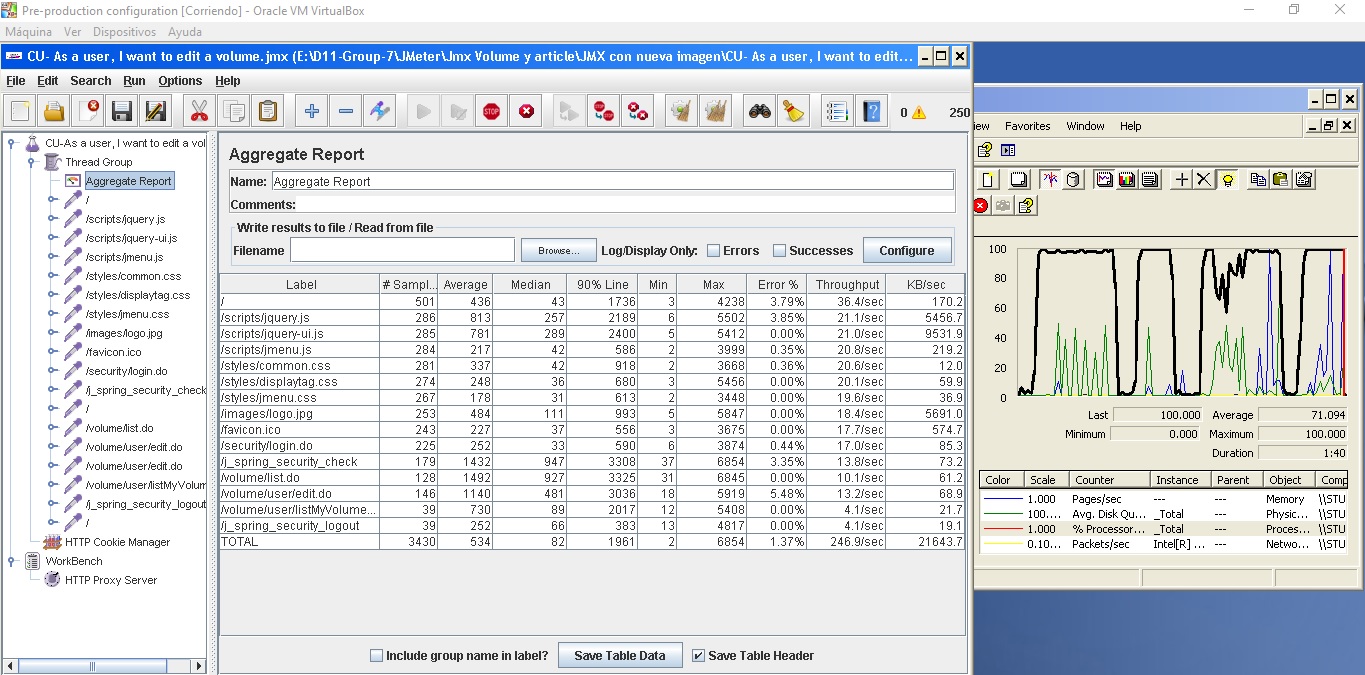 Pre-production configuration [Corriendo] - Oracle VM VirtualBox
Máquina Ver Dispositivos Ayuda
CU- As a user, I want to edit a volume.jmx (E:\D11-Group-7\JMeter\Jmx Volume y article\JMX con nueva imagen\CU- As a user, I want to edit...
File Edit Search Run Options Help
0 250
CU-As a user, I want to edit a vol
Thread Group
Aggregate Report
/
/scripts/jquery.js
/scripts/jquery-ui.js
/scripts/jmenu.js
/styles/common.css
/styles/displaytag.css
/styles/jmenu.css
/images/logo.jpg
/favicon.ico
/security/login.do
/j_spring_security_check
/
/volume/list.do
/volume/user/edit.do
/volume/user/edit.do
/volume/user/listMyVolum
/j_spring_security_logout
/
HTTP Cookie Manager
WorkBench
HTTP Proxy Server
Aggregate Report
Name: Aggregate Report
Comments:
Write results to file / Read from file
Filename Browse... Log/Display Only: Errors Successes Configure
Label # Sampl... Average Median 90% Line Min Max Error % Throughput KB/sec
/ 501 436 43 1736 3 4238 3.79% 36.4/sec 170.2
/scripts/jquery.js 286 813 257 2189 6 5502 3.85% 21.1/sec 5456.7
/scripts/jquery-ui.js 285 781 289 2400 5 5412 0.00% 21.0/sec 9531.9
/scripts/jmenu.js 284 217 42 586 2 3999 0.35% 20.8/sec 219.2
/styles/common.css 281 337 42 918 2 3668 0.36% 20.6/sec 12.0
/styles/displaytag.css 274 248 36 680 3 5456 0.00% 20.1/sec 59.9
/styles/jmenu.css 267 178 31 613 2 3448 0.00% 19.6/sec 36.9
/images/logo.jpg 253 484 111 993 5 5847 0.00% 18.4/sec 5691.0
/favicon.ico 243 227 37 556 3 3675 0.00% 17.7/sec 574.7
/security/login.do 225 252 33 590 6 3874 0.44% 17.0/sec 85.3
/j_spring_security_check 179 1432 947 3308 37 6854 3.35% 13.8/sec 73.2
/volume/list.do 128 1492 927 3325 31 6845 0.00% 10.1/sec 61.2
/volume/user/edit.do 146 1140 481 3036 18 5919 5.48% 13.2/sec 68.9
/volume/user/listMyVolume... 39 730 89 2017 12 5408 0.00% 4.1/sec 21.7
/j_spring_security_logout 39 252 66 383 13 4817 0.00% 4.1/sec 19.1
TOTAL 3430 534 82 1961 2 6854 1.37% 246.9/sec 21643.7
Include group name in label? Save Table Data Save Table Header
iew Favorites Window Help
100
80
60
40
20
0
Last 100.000 Average 71.094
Minimum 0.000 Maximum 100.000
Duration 1:40
Color Scale Counter Instance Parent Object Comp
1.000 Pages/sec --- --- Memory \\STU
100.... Avg. Disk Qu... _Total --- Physic... \\STU
1.000 % Processor... _Total --- Proces... \\STU
0.10... Packets/sec Intel[R] ... --- Netwo... \\STU